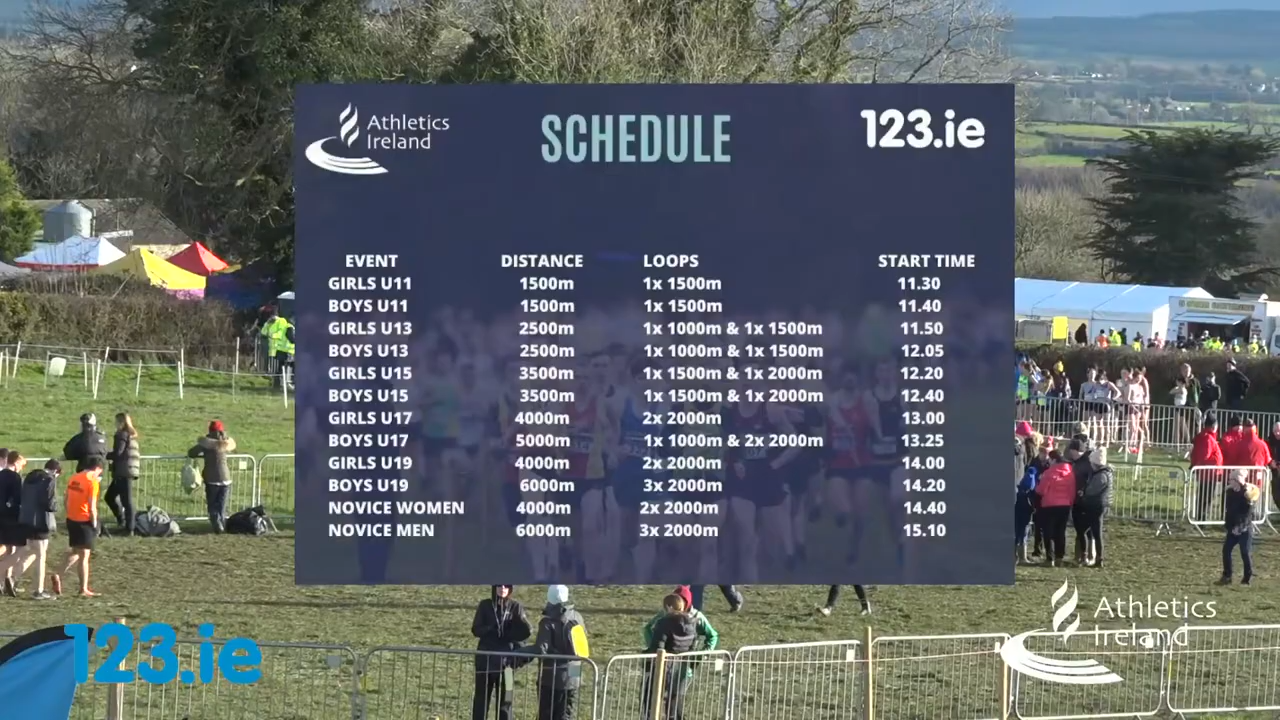 Athletics
Ireland
SCHEDULE
123.ie
EVENT DISTANCE LOOPS START TIME
GIRLS U11 1500m 1x 1500m 11.30
BOYS U11 1500m 1x 1500m 11.40
GIRLS U13 2500m 1x 1000m & 1x 1500m 11.50
BOYS U13 2500m 1x 1000m & 1x 1500m 12.05
GIRLS U15 3500m 1x 1500m & 1x 2000m 12.20
BOYS U15 3500m 1x 1500m & 1x 2000m 12.40
GIRLS U17 4000m 2x 2000m 13.00
BOYS U17 5000m 1x 1000m & 2x 2000m 13.25
GIRLS U19 4000m 2x 2000m 14.00
BOYS U19 6000m 3x 2000m 14.20
NOVICE WOMEN 4000m 2x 2000m 14.40
NOVICE MEN 6000m 3x 2000m 15.10
123.ie
Athletics
Ireland